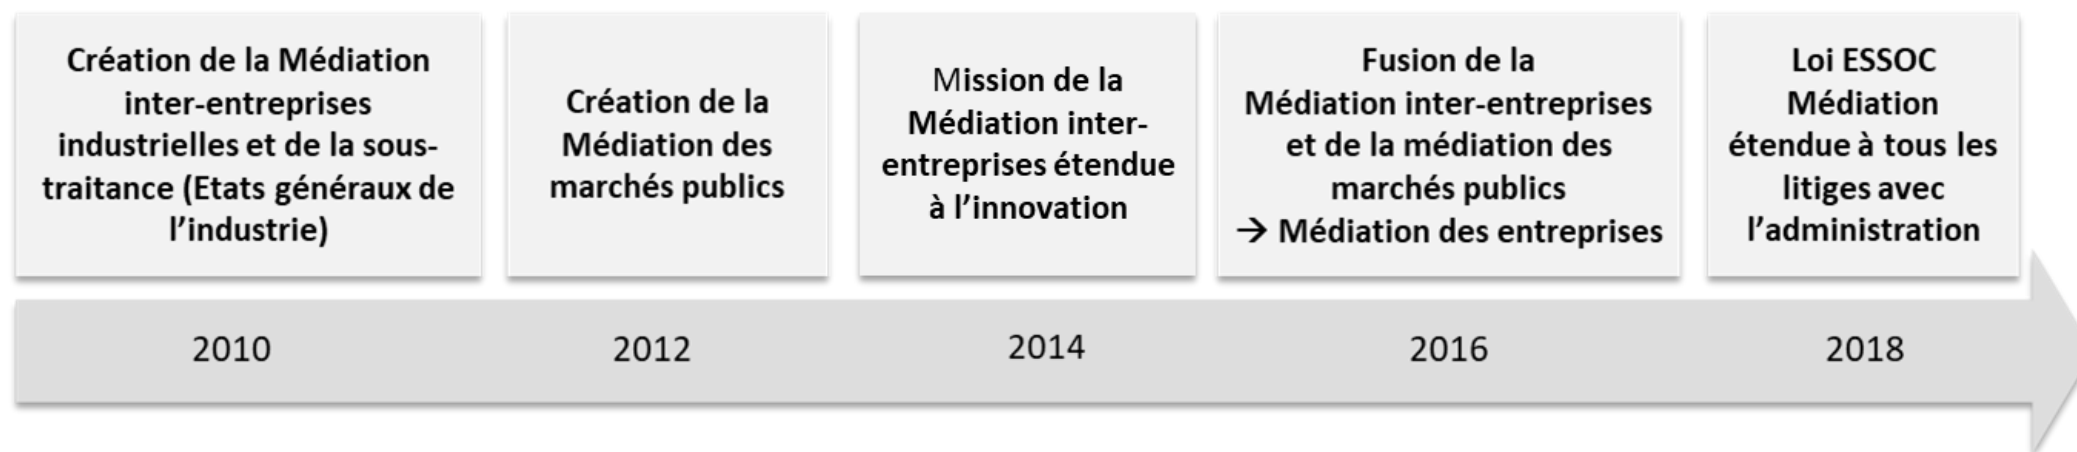 Création de la Médiation
inter-entreprises
industrielles et de la sous-
traitance (Etats généraux de
l'industrie)
Création de la
Médiation des
marchés publics
Mission de la
Médiation inter-
entreprises étendue
à l'innovation
Fusion de la
Médiation inter-entreprises
et de la médiation des
marchés publics
→ Médiation des entreprises
Loi ESSOC
Médiation
étendue à tous les
litiges avec
l'administration
2010
2012
2014
2016
2018